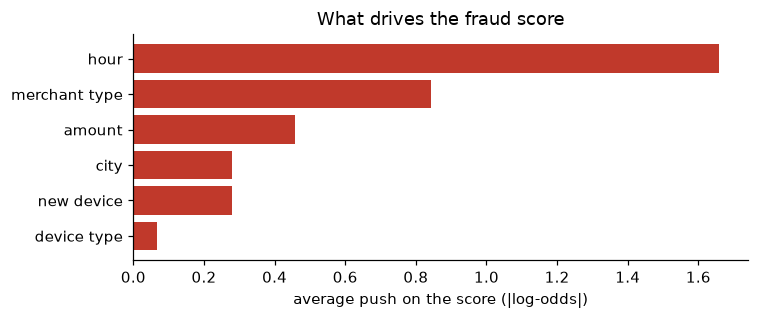 What drives the fraud score
hour
merchant type
amount
city
new device
device type
0.0 0.2 0.4 0.6 0.8 1.0 1.2 1.4 1.6
average push on the score (|log-odds|)